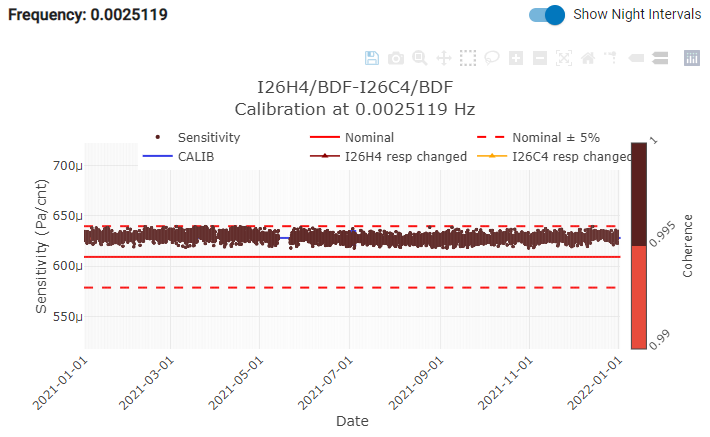 Frequency: 0.0025119
Show Night Intervals
I26H4/BDF-I26C4/BDF
Calibration at 0.0025119 Hz
Sensitivity
Nominal
Nominal ± 5%
CALIB
I26H4 resp changed
I26C4 resp changed
700μ
650μ
600μ
550μ
Sensitivity (Pa/cnt)
2021-01-01
2021-03-01
2021-05-01
2021-07-01
2021-09-01
2021-11-01
2022-01-01
Date
1
0.995
0.99
Coherence